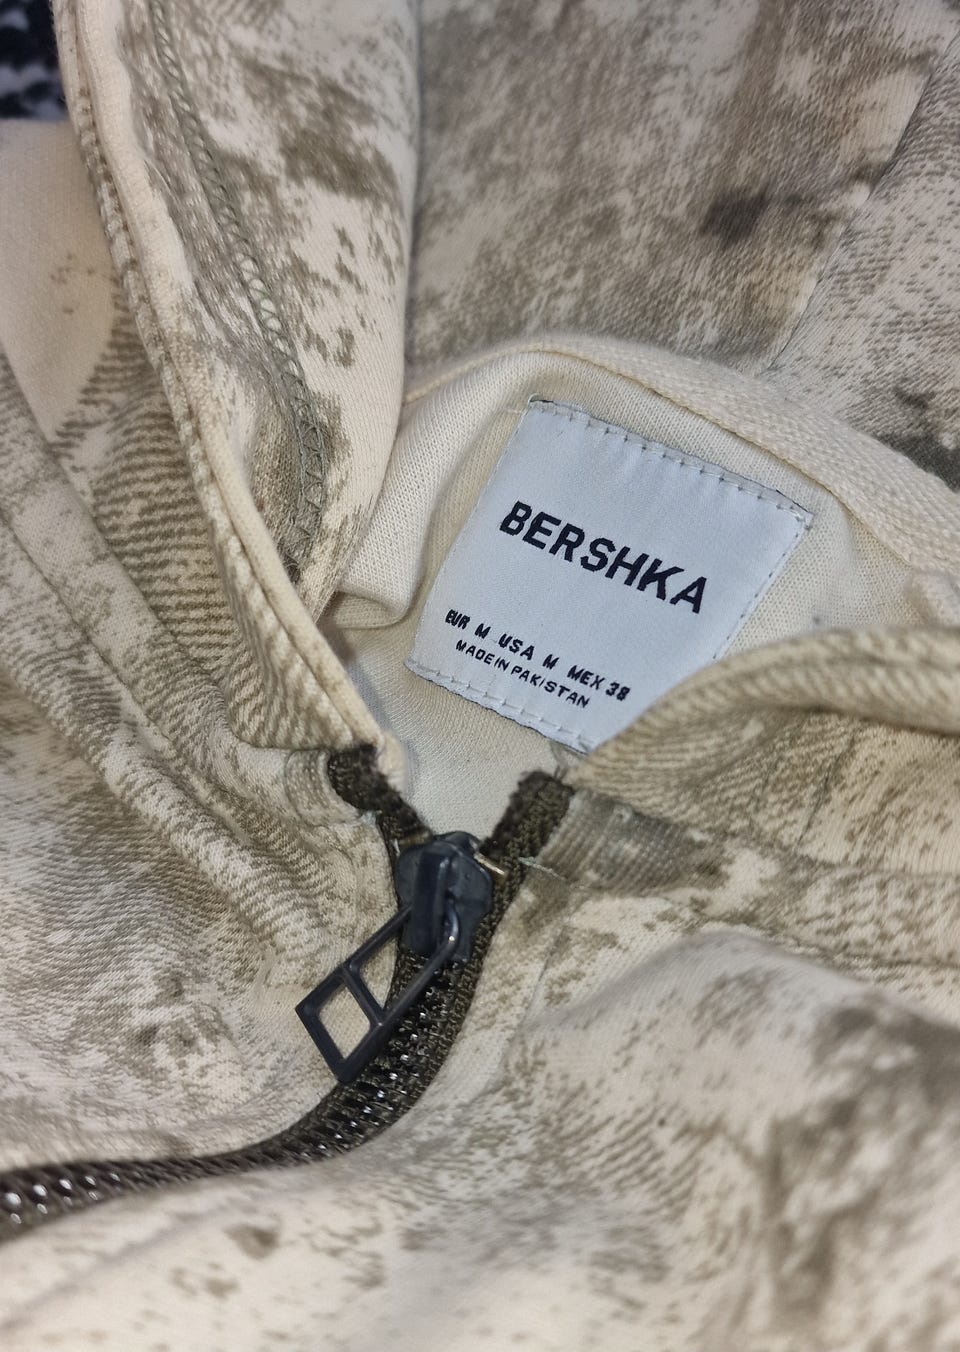 BERSHKA
EUR M USA M MEX 38
MADE IN PAKISTAN